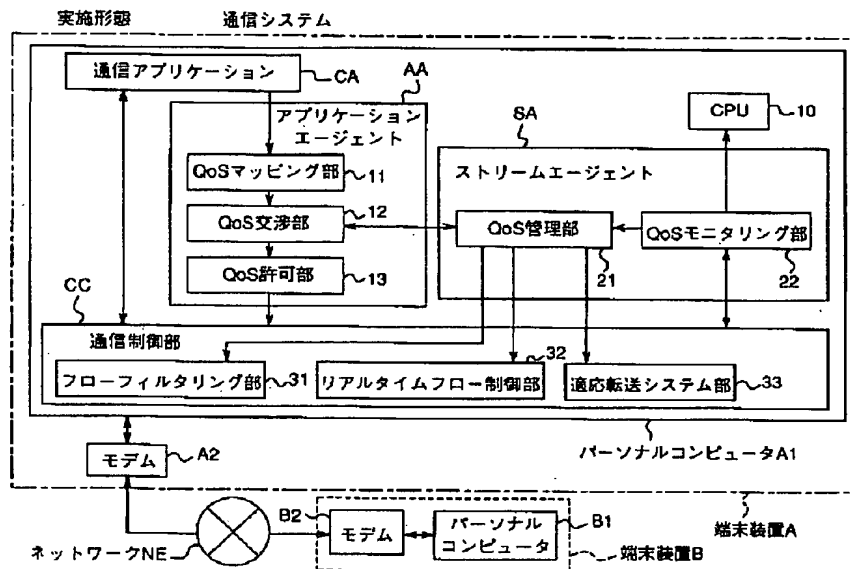 実施形態
通信システム
通信アプリケーション
CA
AA
アプリケーション
エージェント
QoSマッピング部
11
QoS交渉部
12
QoS許可部
13
SA
ストリームエージェント
CPU
10
QoS管理部
21
QoSモニタリング部
22
CC
通信制御部
フローフィルタリング部
31
リアルタイムフロー制御部
32
適応転送システム部
33
パーソナルコンピュータA1
モデム
A2
端末装置A
ネットワークNE
B2
モデム
パーソナル
コンピュータ
B1
端末装置B